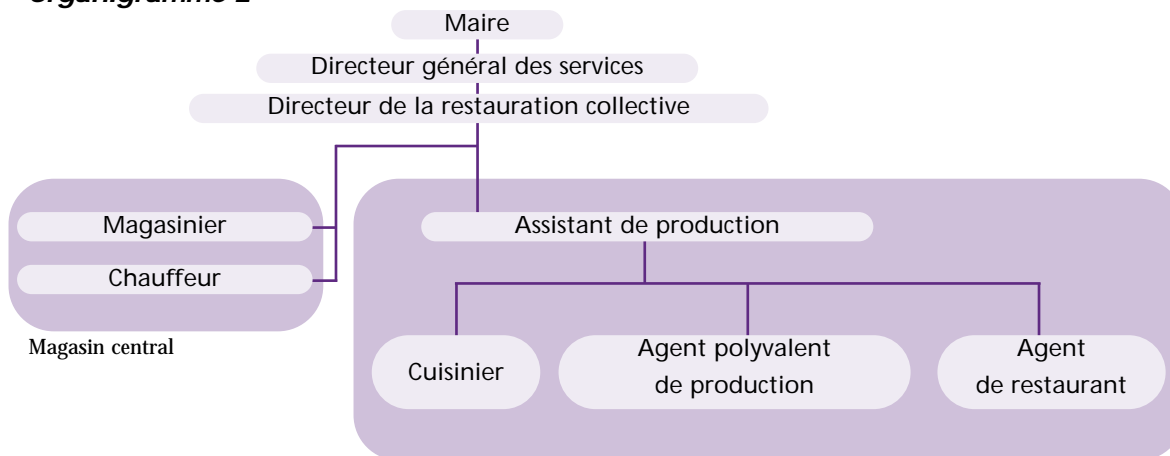 Organigramme 2
Maire
Directeur général des services
Directeur de la restauration collective
Magasinier
Chauffeur
Magasin central
Assistant de production
Cuisinier
Agent polyvalent
de production
Agent
de restaurant